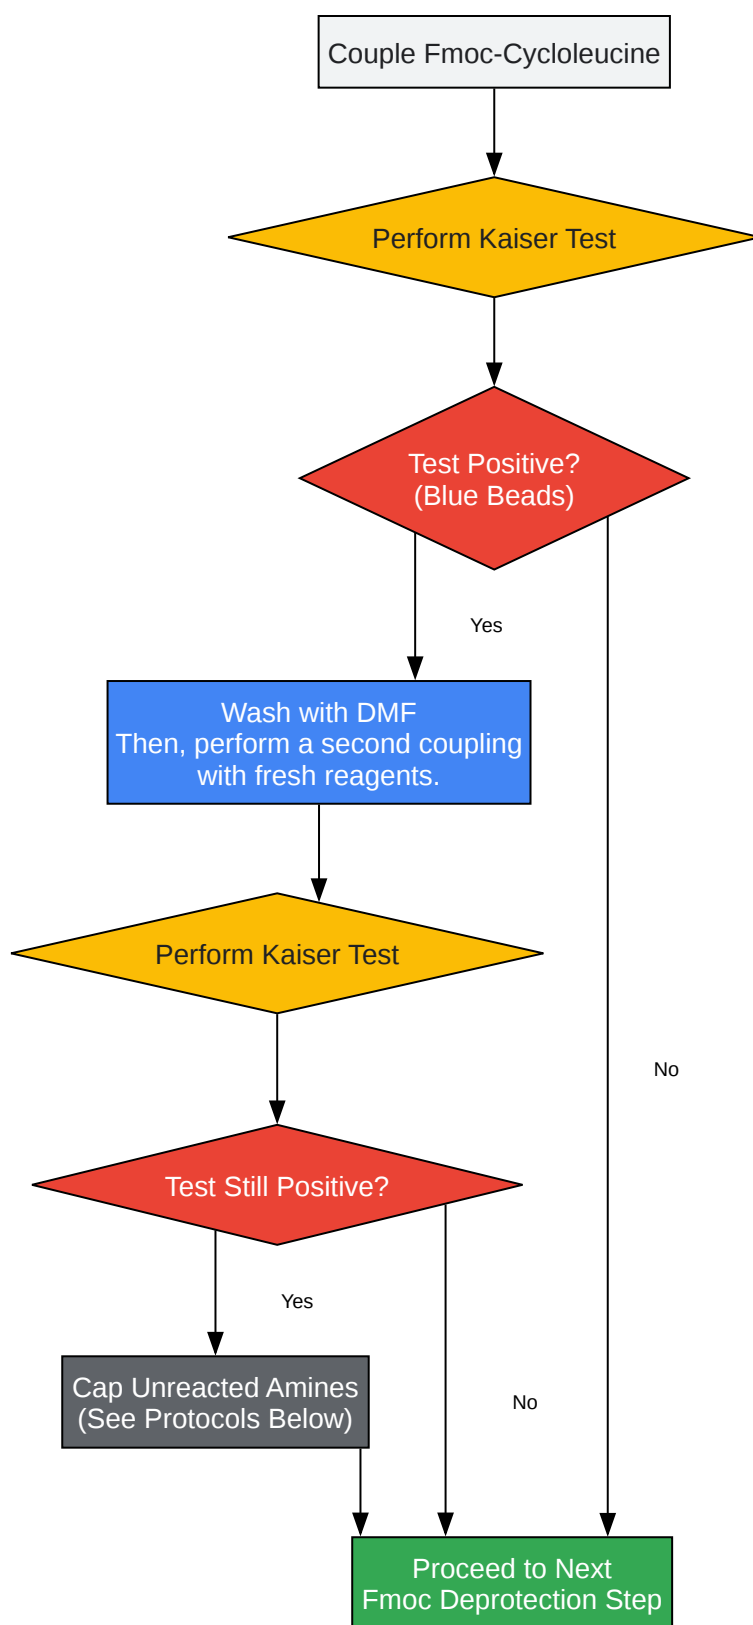 Couple Fmoc-Cycloleucine
Perform Kaiser Test
Test Positive?
(Blue Beads)
Yes
Wash with DMF
Then, perform a second coupling
with fresh reagents.
Perform Kaiser Test
No
Test Still Positive?
Yes
Cap Unreacted Amines
(See Protocols Below)
No
Proceed to Next
Fmoc Deprotection Step